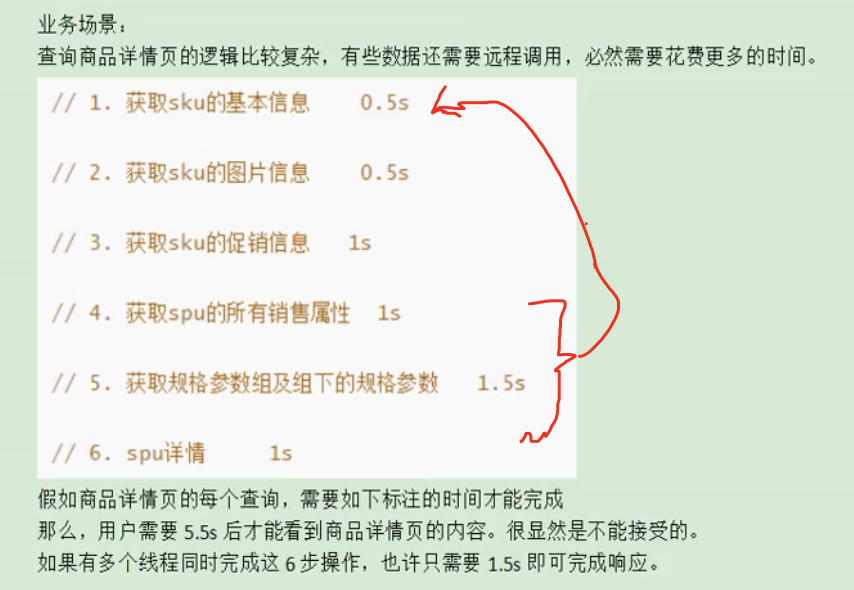 业务场景：
查询商品详情页的逻辑比较复杂，有些数据还需要远程调用，必然需要花费更多的时间。
// 1. 获取sku的基本信息 0.5s
// 2. 获取sku的图片信息 0.5s
// 3. 获取sku的促销信息 1s
// 4. 获取spu的所有销售属性 1s
// 5. 获取规格参数组及组下的规格参数 1.5s
// 6. spu详情 1s
假如商品详情页的每个查询，需要如下标注的时间才能完成
那么，用户需要 5.5s 后才能看到商品详情页的内容。很显然是不能接受的。
如果有多个线程同时完成这 6 步操作，也许只需要 1.5s 即可完成响应。